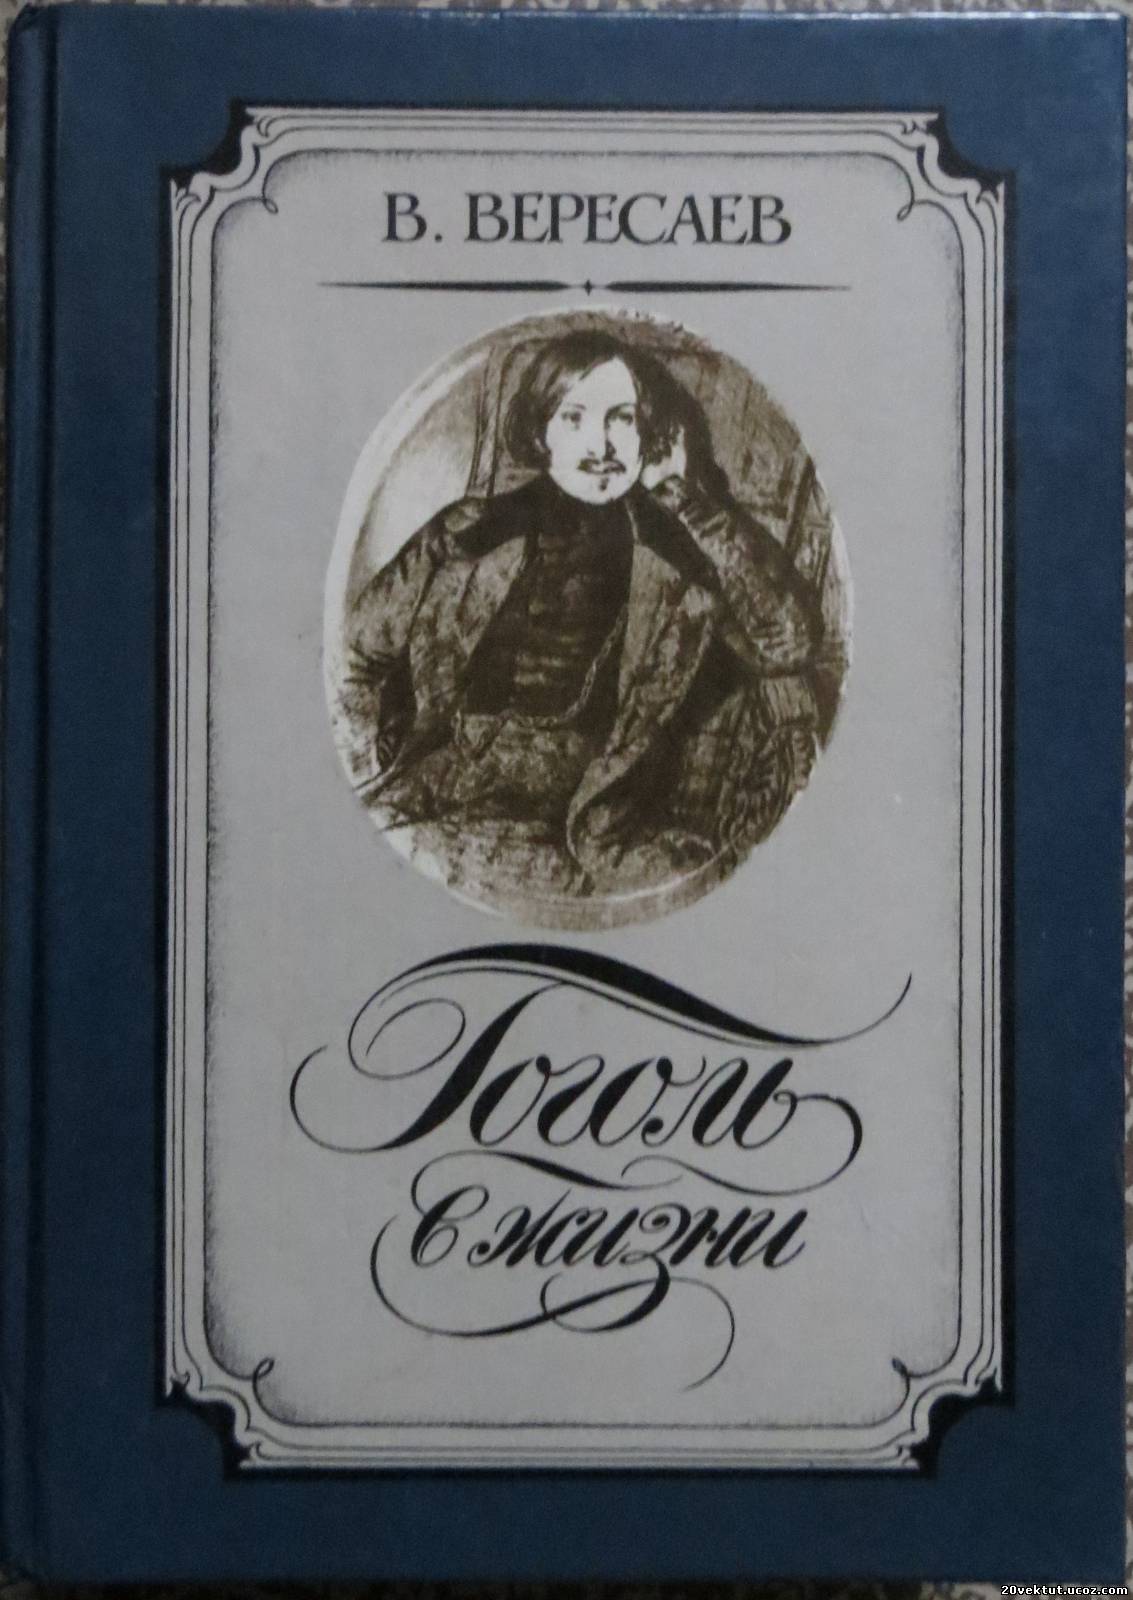 В. ВЕРЕСАЕВ
Гоголь
в жизни
20vektut.ucoz.com